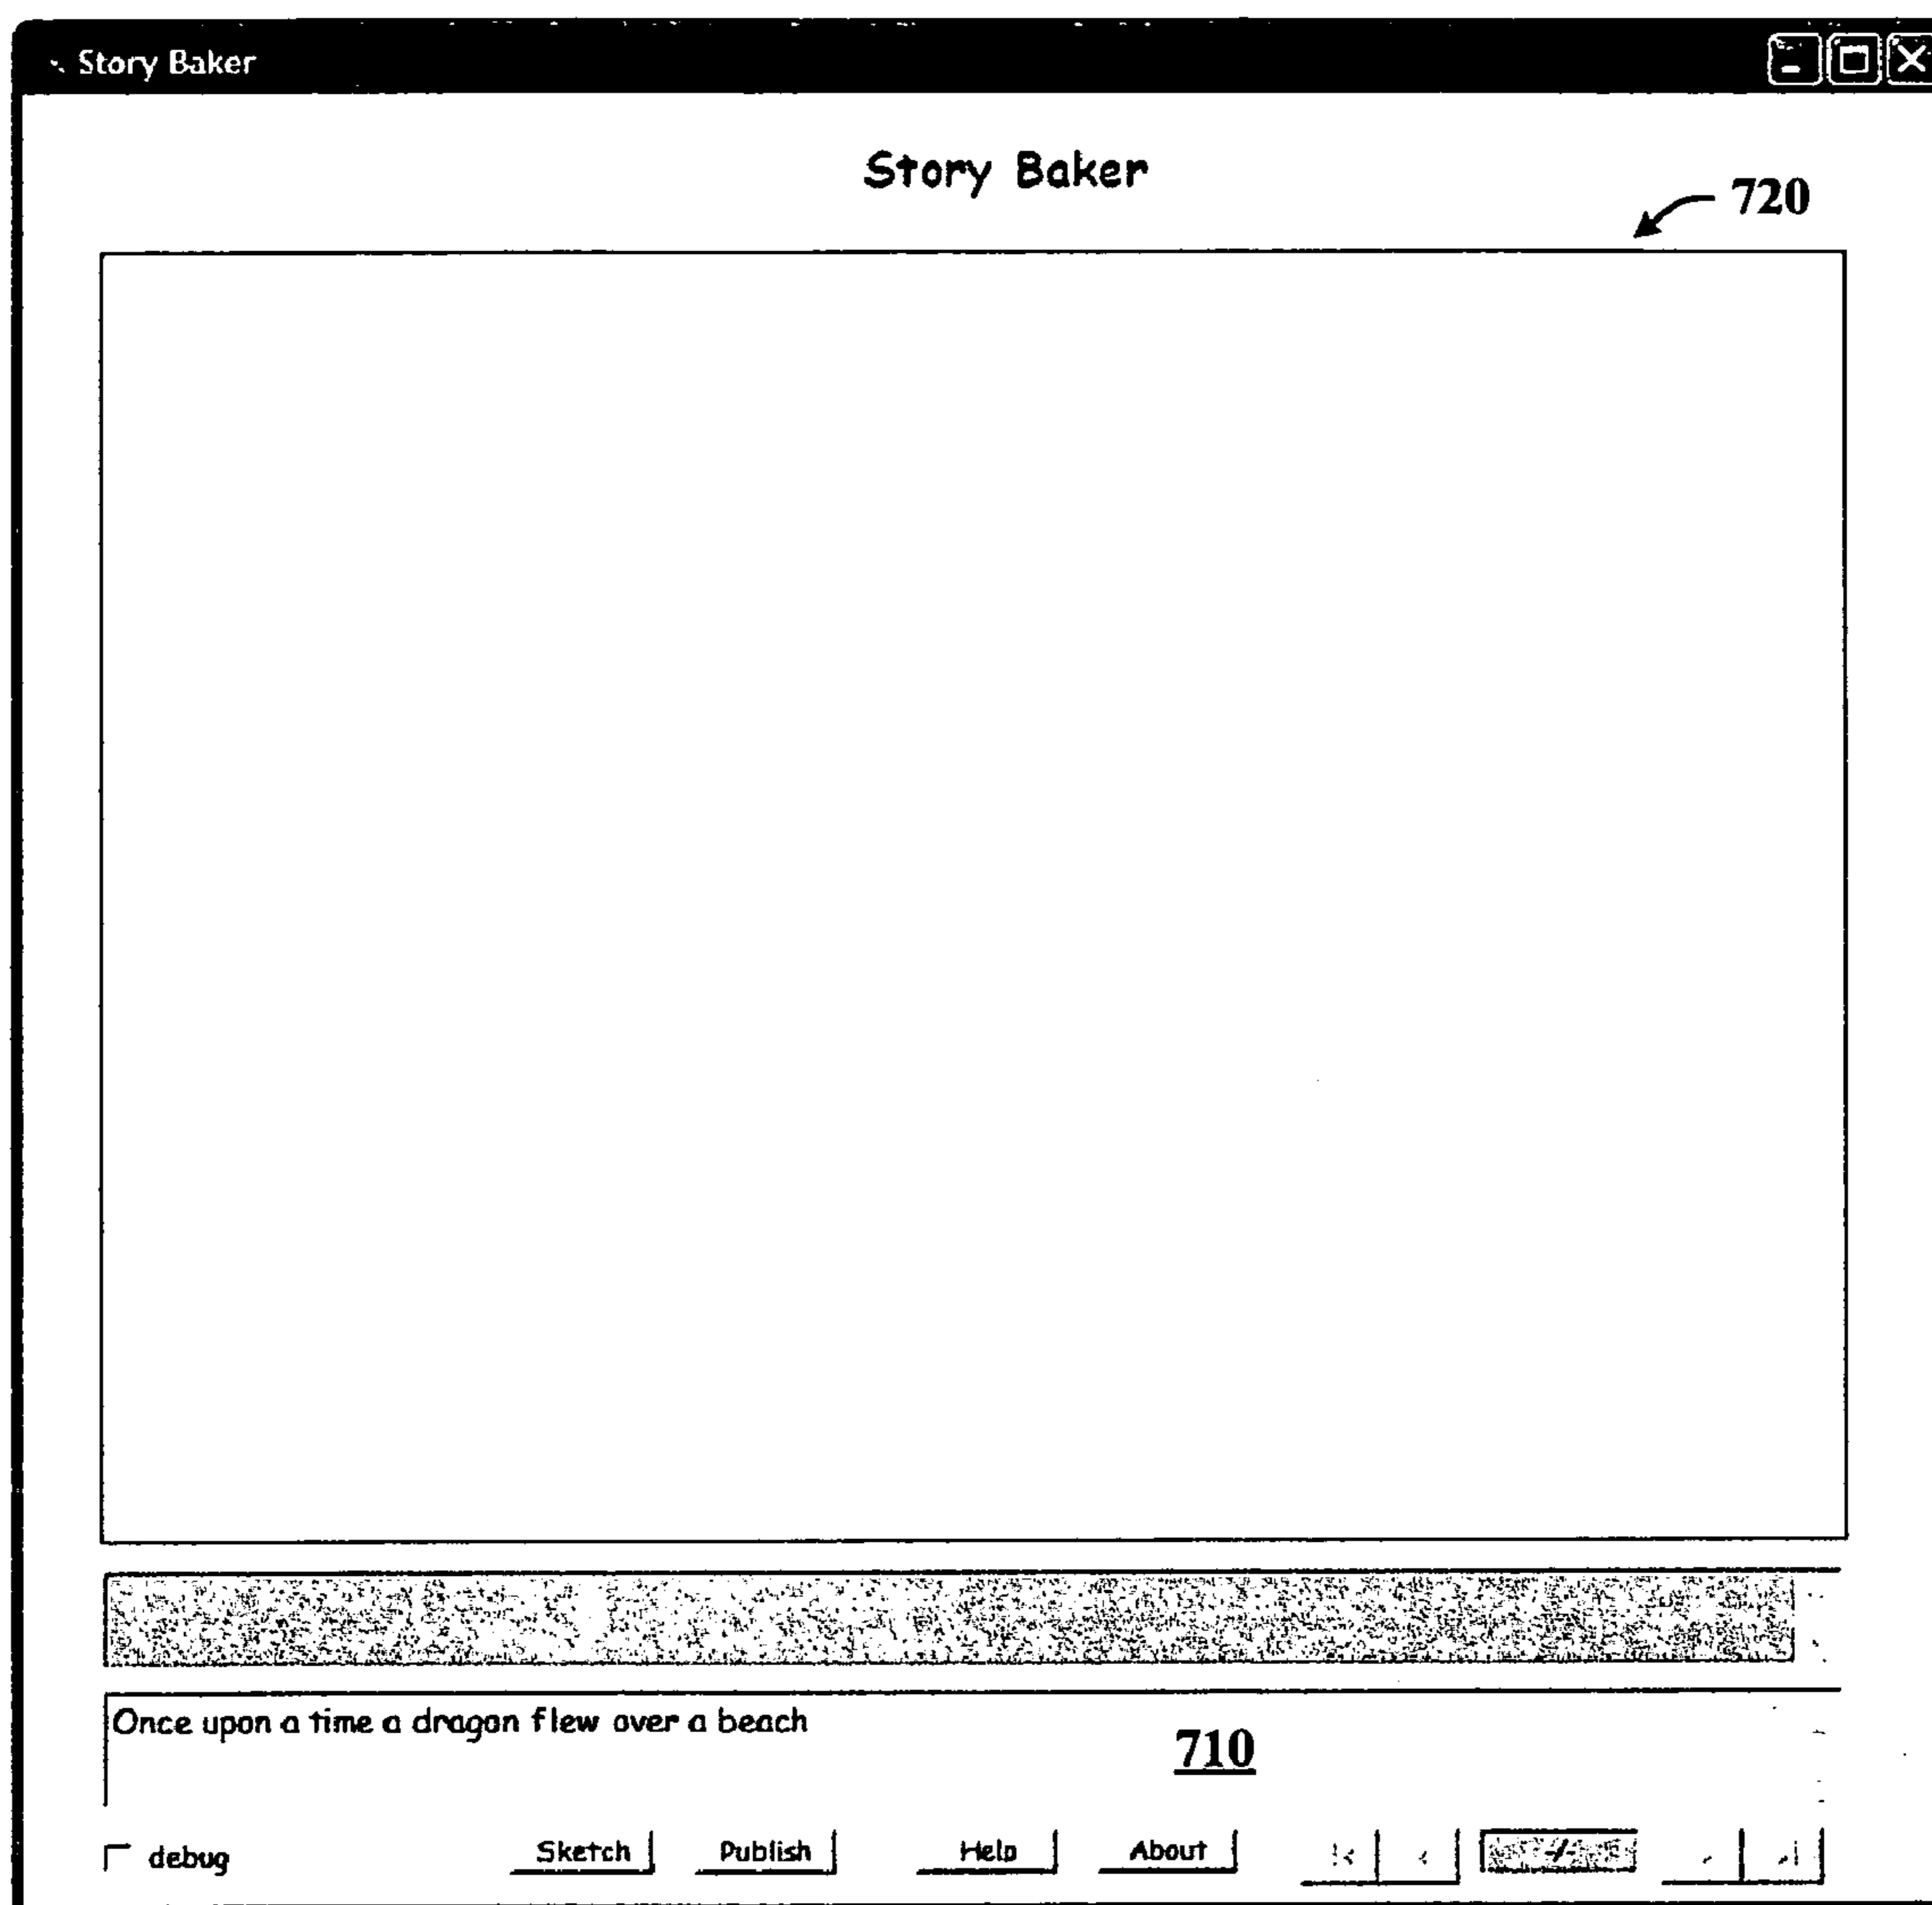 Story Baker
Story Baker
720
Once upon a time a dragon flew over a beach
710
debug Sketch Publish Help About |< < -/- > >|